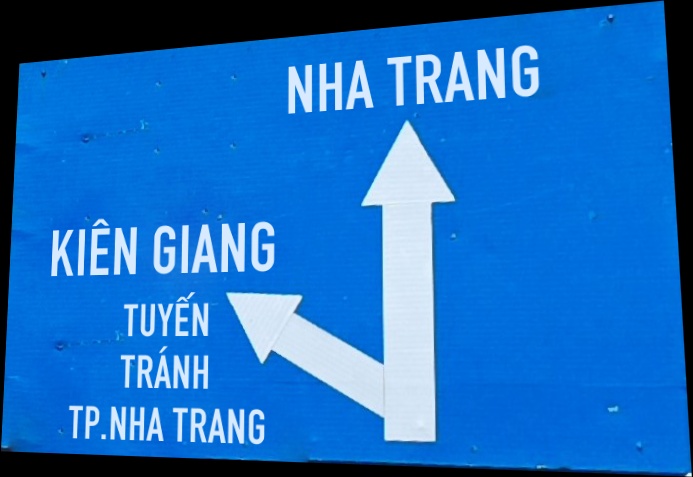 NHA TRANG
KIÊN GIANG
TUYẾN
TRÁNH
TP.NHA TRANG